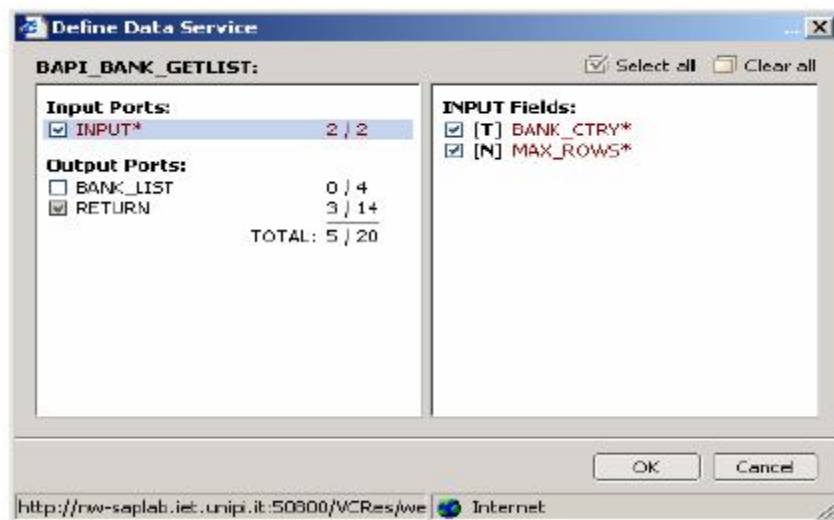 Define Data Service
BAPI_BANK_GETLIST:
Select all
Clear all
Input Ports:
INPUT* 2 / 2
Output Ports:
BANK_LIST 0 / 4
RETURN 3 / 14
TOTAL: 5 / 20
INPUT Fields:
[T] BANK_CTRY*
[N] MAX_ROWS*
OK
Cancel
http://nw-saplab.iet.unipi.it:50300/VCRes/we
Internet